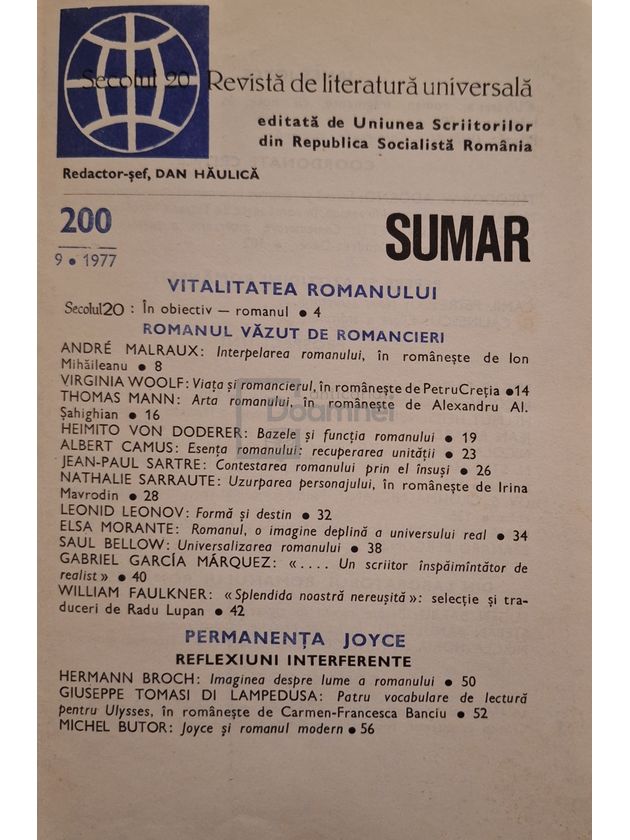 Secolul 20 Revistă de literatură universală
editată de Uniunea Scriitorilor
din Republica Socialistă România
Redactor-șef, DAN HĂULICĂ
200
9 • 1977
SUMAR
VITALITATEA ROMANULUI
Secolul20 : În obiectiv — romanul • 4
ROMANUL VĂZUT DE ROMANCIERI
ANDRÉ MALRAUX: Interpelarea romanului, în românește de Ion
Mihăileanu • 8
VIRGINIA WOOLF: Viața și romancierul, în românește de Petru Creția •14
THOMAS MANN: Arta romanului, în românește de Alexandru Al.
Șahighian • 16
HEIMITO VON DODERER: Bazele și funcția romanului • 19
ALBERT CAMUS: Esența romanului: recuperarea unității • 23
JEAN-PAUL SARTRE: Contestarea romanului prin el însuși • 26
NATHALIE SARRAUTE: Uzurparea personajului, în românește de Irina
Mavrodin • 28
LEONID LEONOV: Formă și destin • 32
ELSA MORANTE: Romanul, o imagine deplină a universului real • 34
SAUL BELLOW: Universalizarea romanului • 38
GABRIEL GARCÍA MÁRQUEZ: «.... Un scriitor înspăimîntător de
realist» • 40
WILLIAM FAULKNER: «Splendida noastră nereușită»: selecție și tra-
duceri de Radu Lupan • 42
PERMANENȚA JOYCE
REFLEXIUNI INTERFERENTE
HERMANN BROCH: Imaginea despre lume a romanului • 50
GIUSEPPE TOMASI DI LAMPEDUSA: Patru vocabulare de lectură
pentru Ulysses, în românește de Carmen-Francesca Banciu • 52
MICHEL BUTOR: Joyce și romanul modern • 56